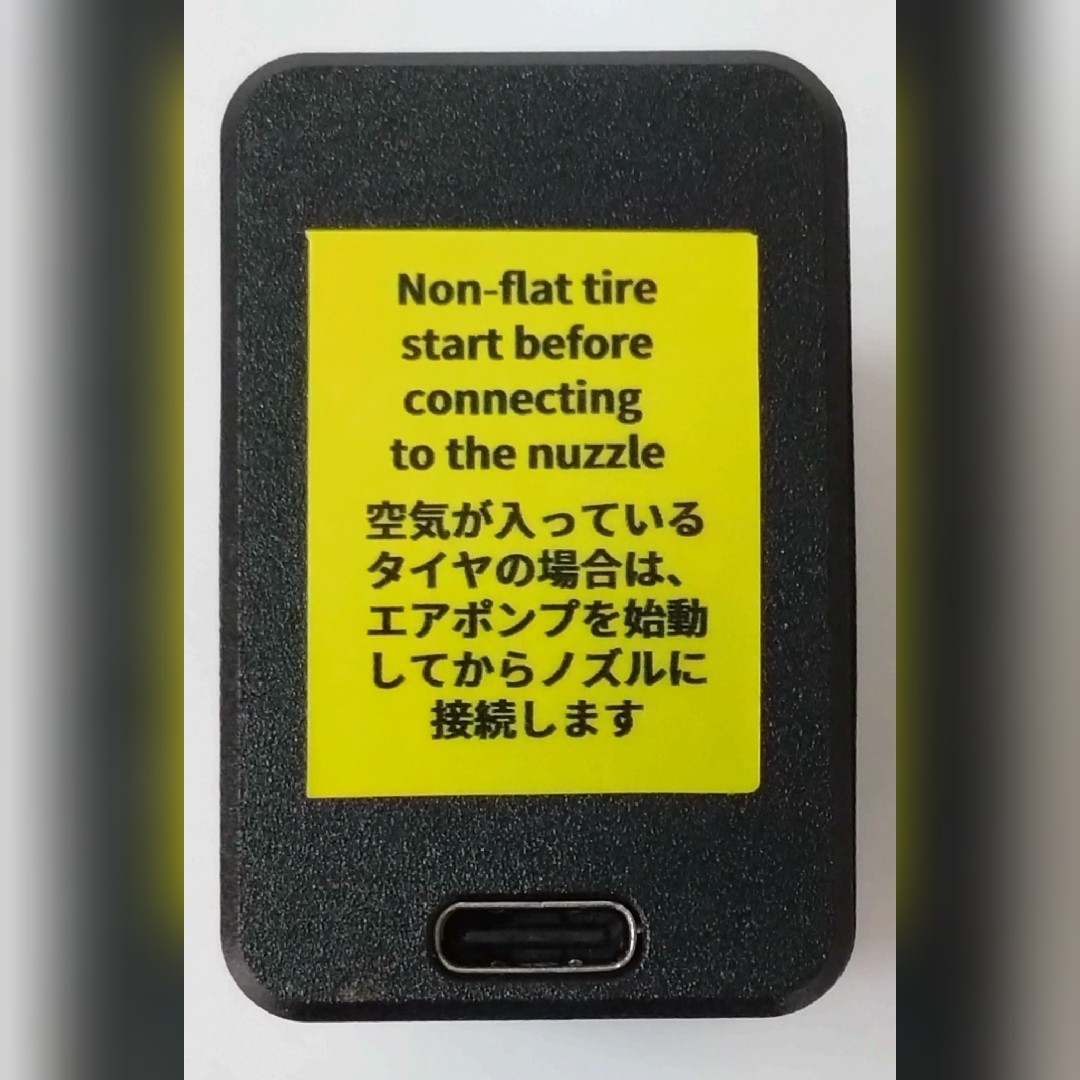 Non-flat tire
start before
connecting
to the nuzzle
空気が入っている
タイヤの場合は、
エアポンプを始動
してからノズルに
接続します